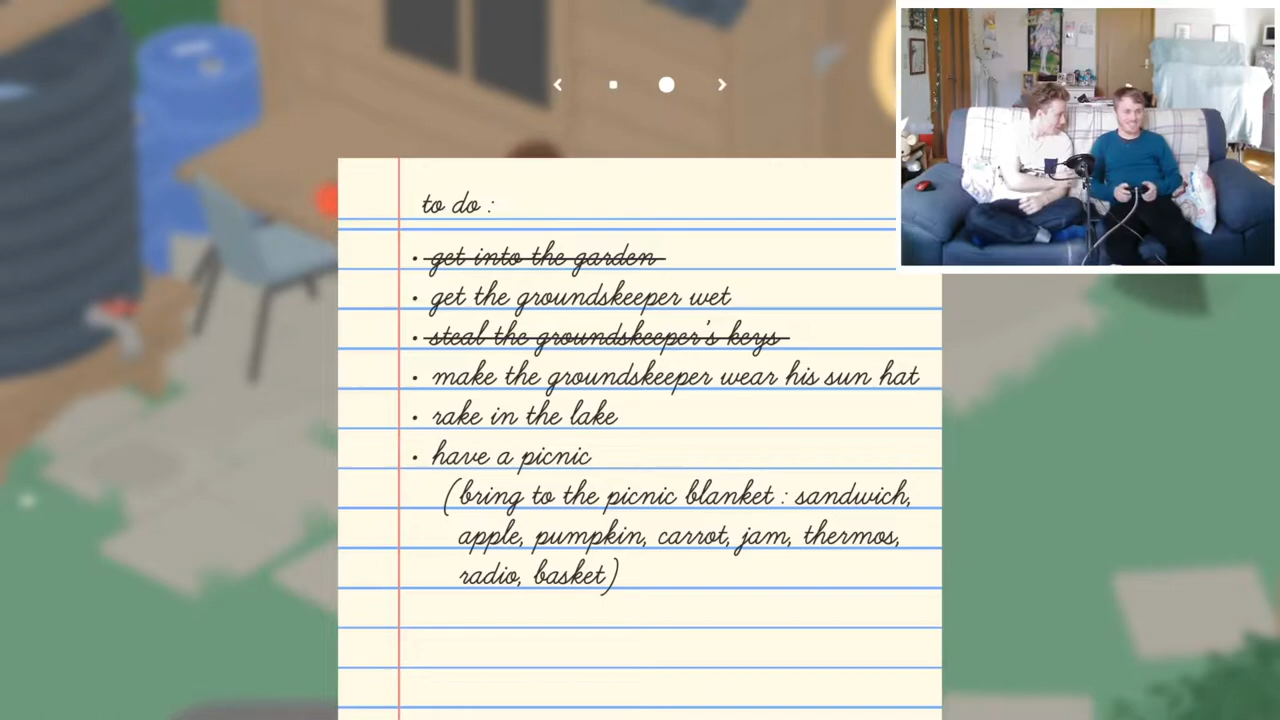 to do :
• get into the garden
• get the groundskeeper wet
• steal the groundskeeper's keys
• make the groundskeeper wear his sun hat
• rake in the lake
• have a picnic
(bring to the picnic blanket : sandwich,
apple, pumpkin, carrot, jam, thermos,
radio, basket)